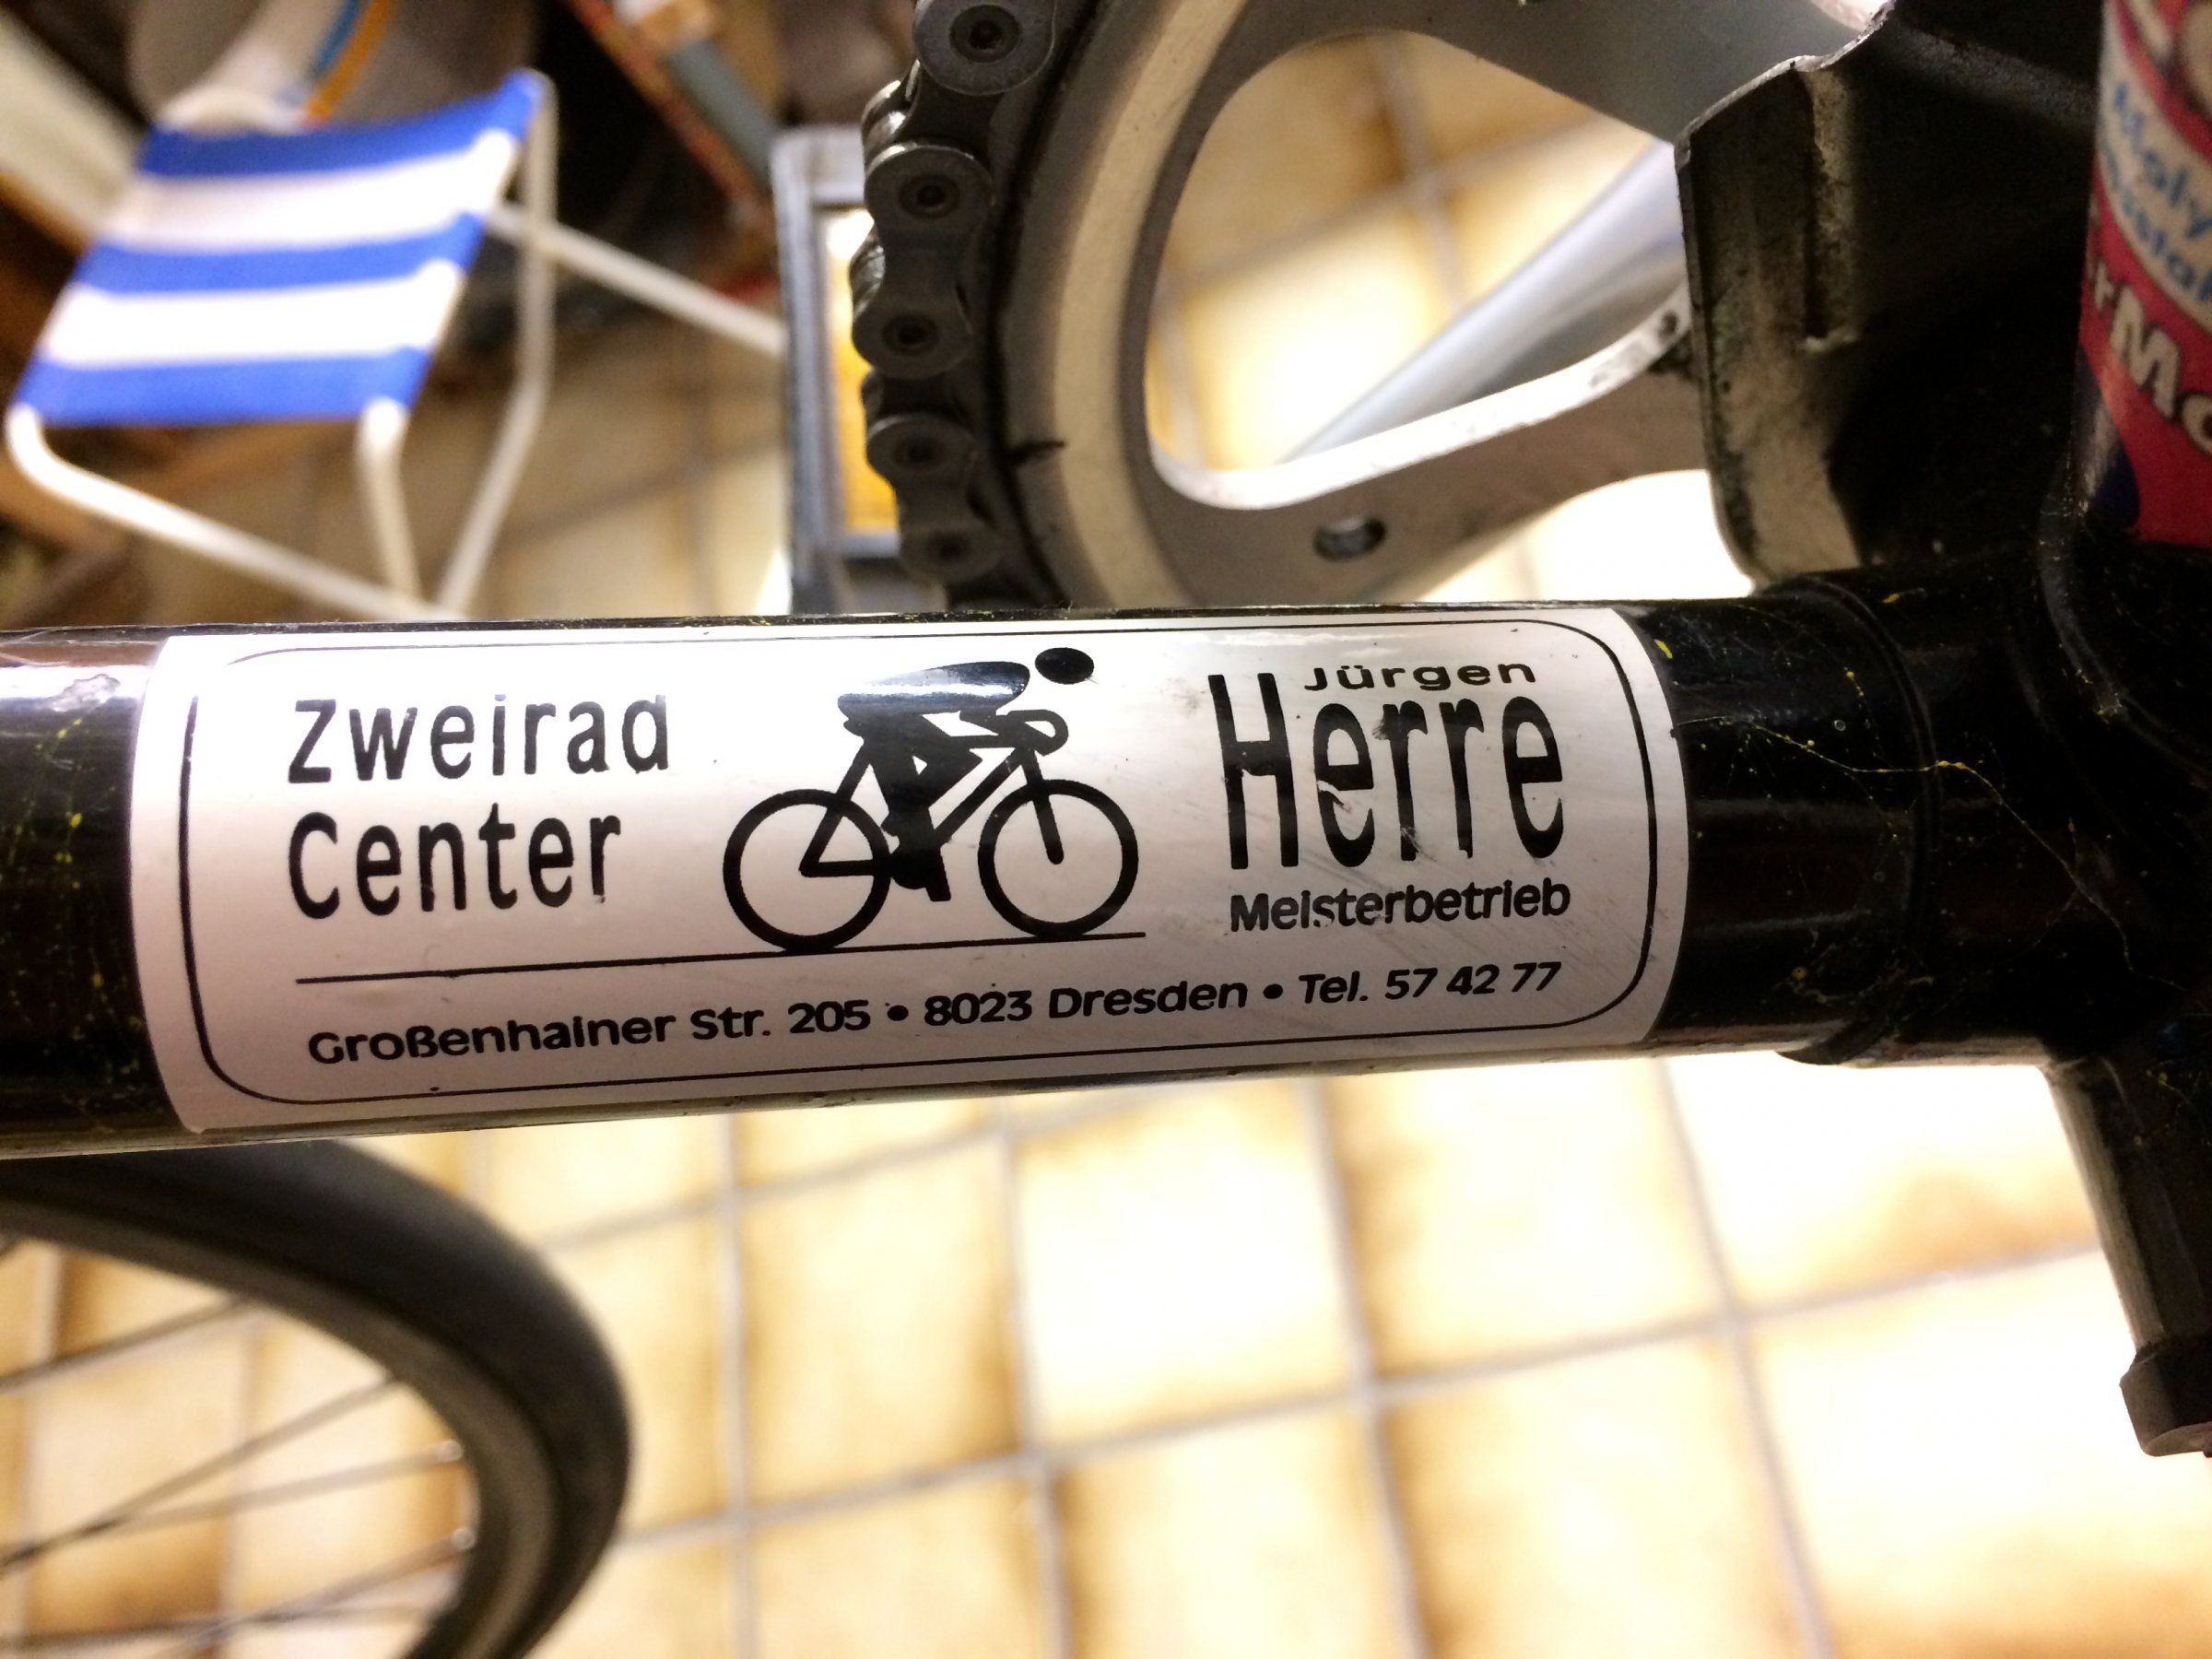 Zweirad
Center
Jürgen
Herre
Meisterbetrieb
Großenhainer Str. 205 • 8023 Dresden • Tel. 57 42 77